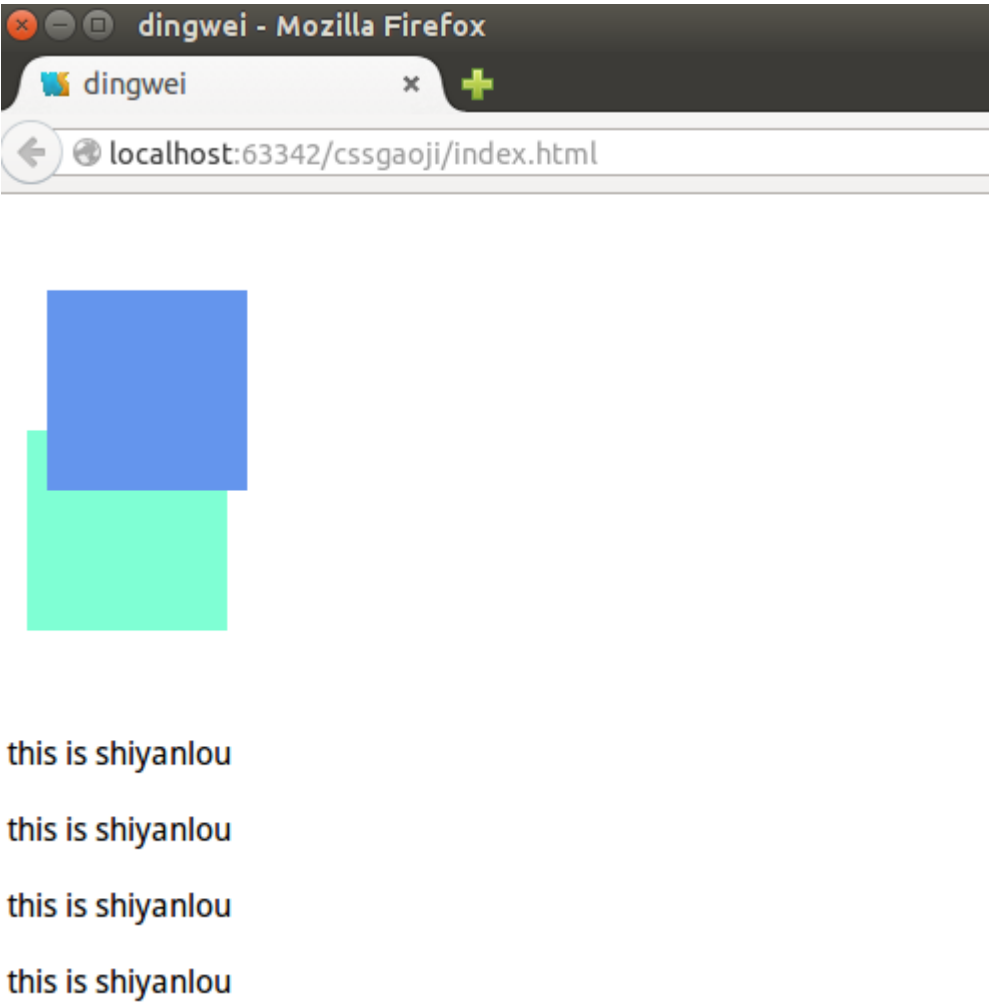 dingwei - Mozilla Firefox
dingwei
localhost:63342/cssgaoji/index.html
this is shiyanlou
this is shiyanlou
this is shiyanlou
this is shiyanlou